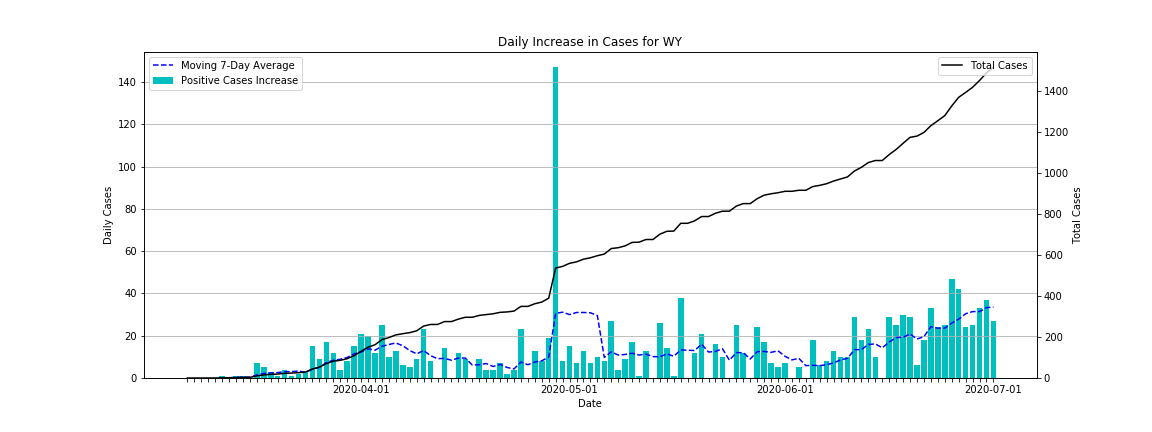 Daily Increase in Cases for WY
Moving 7-Day Average
Positive Cases Increase
Total Cases
140
120
100
80
60
40
20
0
Daily Cases
1400
1200
1000
800
600
400
200
0
Total Cases
2020-04-01
2020-05-01
2020-06-01
2020-07-01
Date